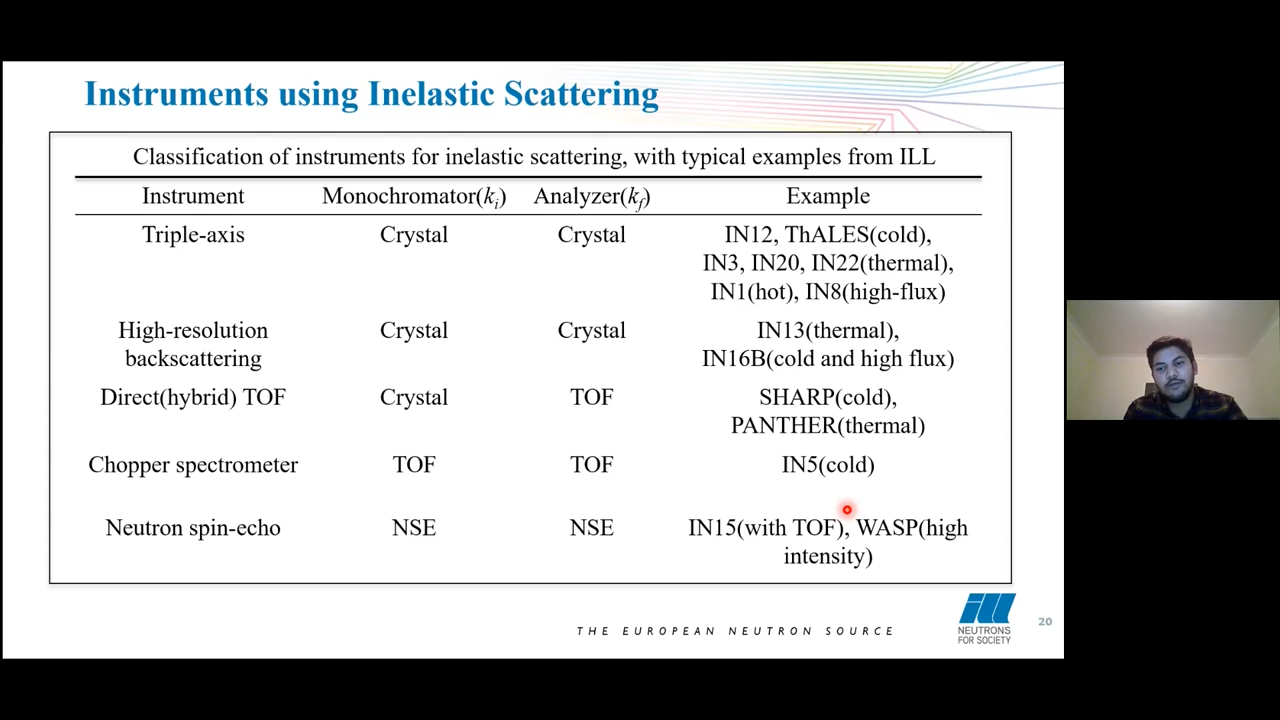 Instruments using Inelastic Scattering
Classification of instruments for inelastic scattering, with typical examples from ILL
Instrument Monochromator(ki) Analyzer(kf) Example
Triple-axis Crystal Crystal IN12, ThALES(cold),
IN3, IN20, IN22(thermal),
IN1(hot), IN8(high-flux)
High-resolution Crystal Crystal IN13(thermal),
backscattering IN16B(cold and high flux)
Direct(hybrid) TOF Crystal TOF SHARP(cold),
PANTHER(thermal)
Chopper spectrometer TOF TOF IN5(cold)
Neutron spin-echo NSE NSE IN15(with TOF), WASP(high
intensity)
THE EUROPEAN NEUTRON SOURCE
ill
NEUTRONS
FOR SOCIETY
20